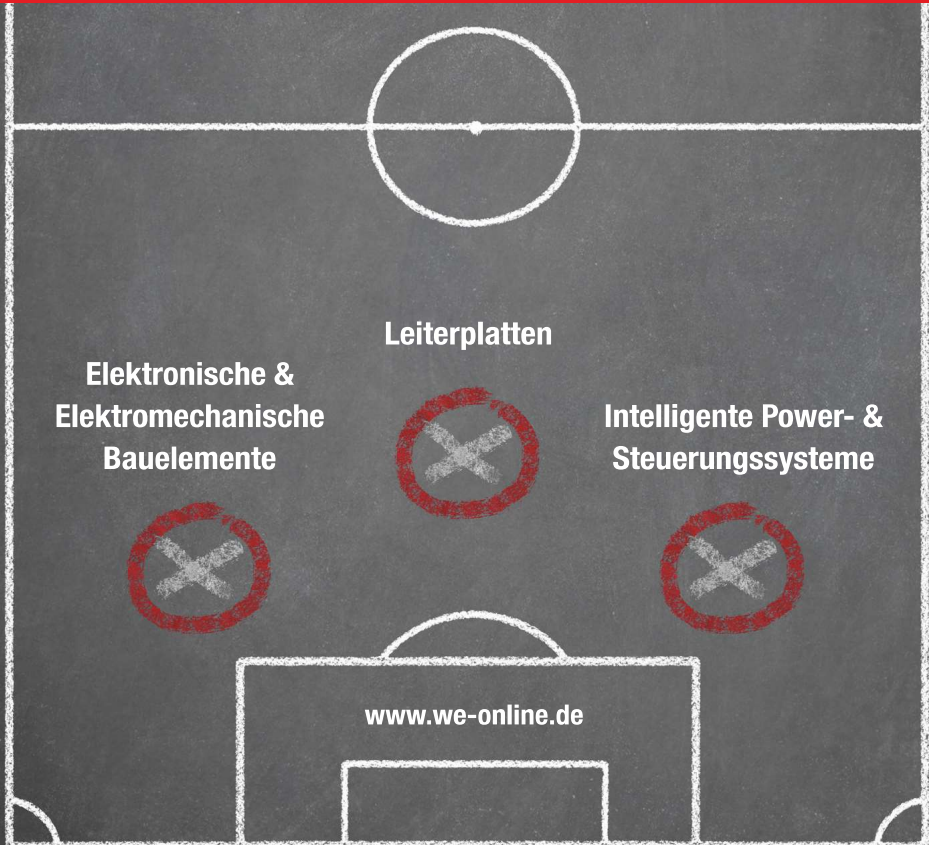 Leiterplatten
Elektronische &
Elektromechanische
Bauelemente
Intelligente Power- &
Steuerungssysteme
www.we-online.de